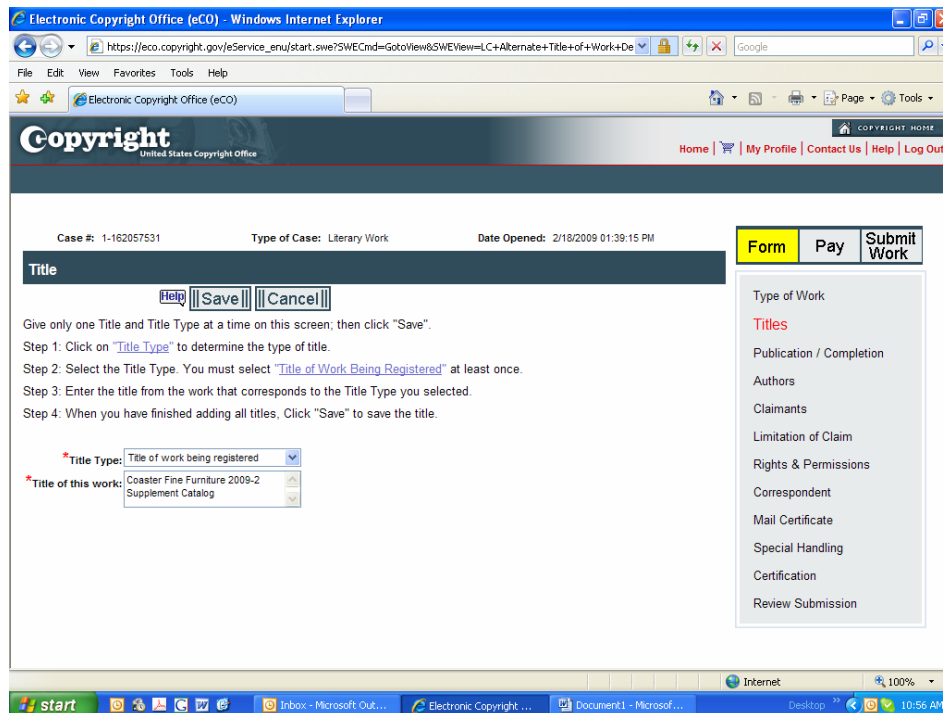 Electronic Copyright Office (eCO) - Windows Internet Explorer
https://eco.copyright.gov/eService_enu/start.swe?SWECmd=GotoView&SWEView=LC+Alternate+Title+of+Work+De
Google
File Edit View Favorites Tools Help
Electronic Copyright Office (eCO)
Page Tools
Copyright
United States Copyright Office
COPYRIGHT HOME
Home | | My Profile | Contact Us | Help | Log Out
Case #: 1-162057531 Type of Case: Literary Work Date Opened: 2/18/2009 01:39:15 PM
Form Pay Submit Work
Title
Help Save Cancel
Give only one Title and Title Type at a time on this screen; then click "Save".
Step 1: Click on "Title Type" to determine the type of title.
Step 2: Select the Title Type. You must select "Title of Work Being Registered" at least once.
Step 3: Enter the title from the work that corresponds to the Title Type you selected.
Step 4: When you have finished adding all titles, Click "Save" to save the title.
*Title Type: Title of work being registered
*Title of this work: Coaster Fine Furniture 2009-2
Supplement Catalog
Type of Work
Titles
Publication / Completion
Authors
Claimants
Limitation of Claim
Rights & Permissions
Correspondent
Mail Certificate
Special Handling
Certification
Review Submission
Internet 100%
start Inbox - Microsoft Out... Electronic Copyright ... Document1 - Microsof... Desktop 10:56 AM